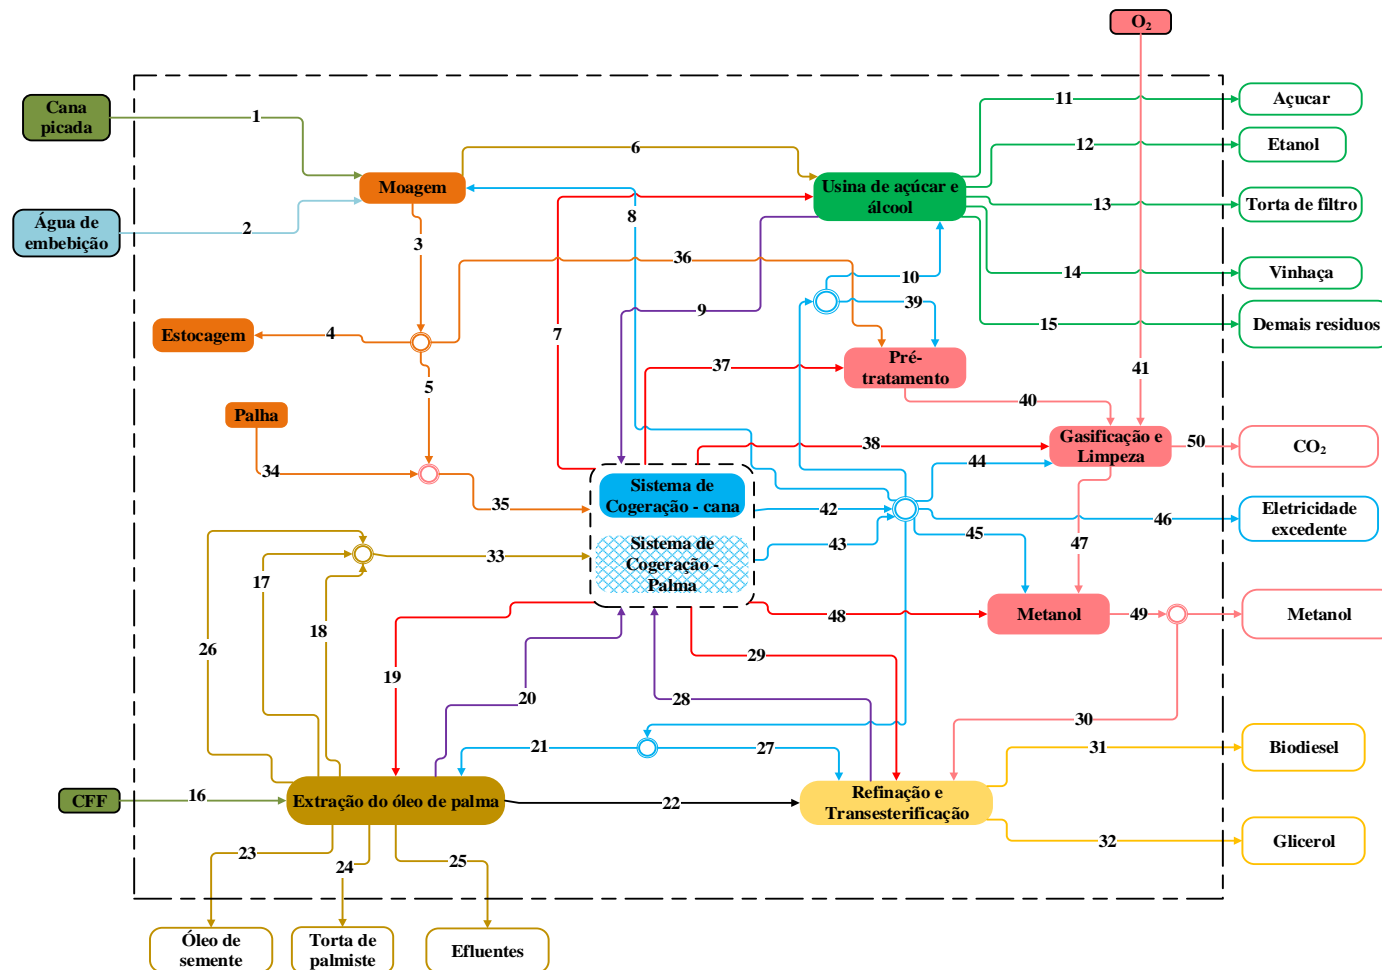 O₂
Cana
picada
1
11
Açucar
6
12
Etanol
Moagem
Usina de açúcar e
álcool
13
Torta de filtro
Água de
embebição
2
8
3
36
14
Vinhaça
10
39
9
15
Demais residuos
Estocagem
4
7
5
37
Pré-
tratamento
41
40
Palha
38
Gasificação e
Limpeza
50
CO₂
34
44
35
Sistema de
Cogeração - cana
42
46
Eletricidade
excedente
43
45
Sistema de
Cogeração -
Palma
33
17
47
18
48
Metanol
49
Metanol
26
29
19
20
28
30
21
27
31
Biodiesel
CFF
16
Extração do óleo de palma
22
Refinação e
Transesterificação
32
Glicerol
23
24
25
Óleo de
semente
Torta de
palmiste
Efluentes